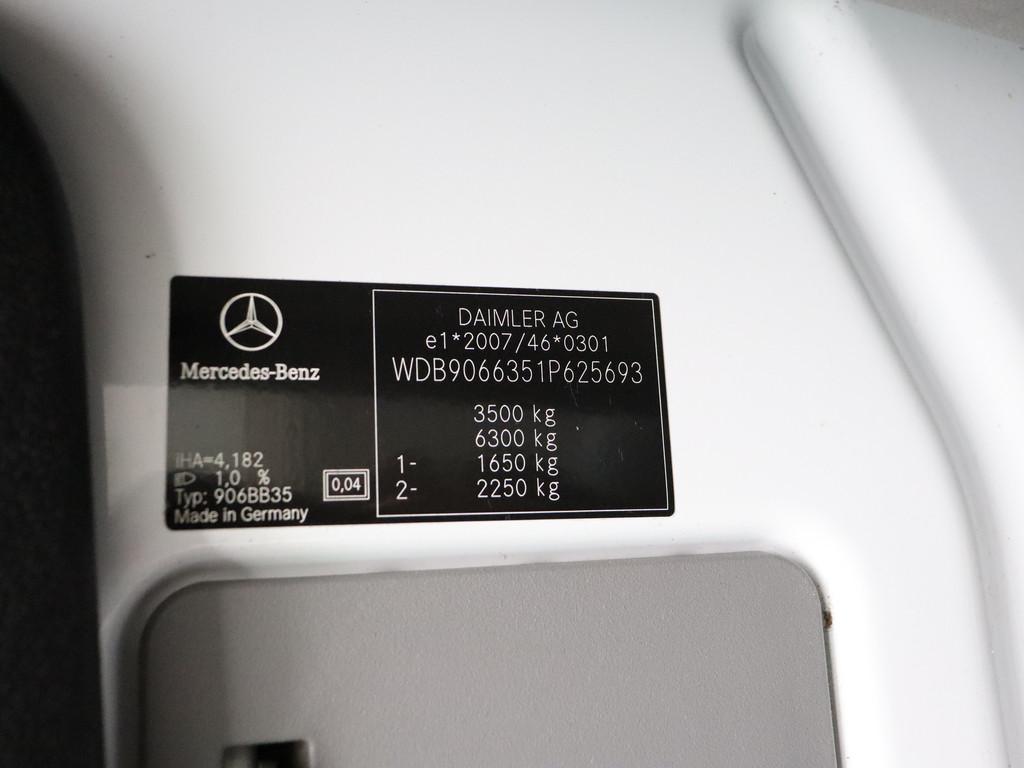 Mercedes-Benz
iHA=4,182
1,0 %
Typ: 906BB35
Made in Germany
0,04
DAIMLER AG
e1*2007/46*0301
WDB9066351P625693
3500 kg
6300 kg
1- 1650 kg
2- 2250 kg